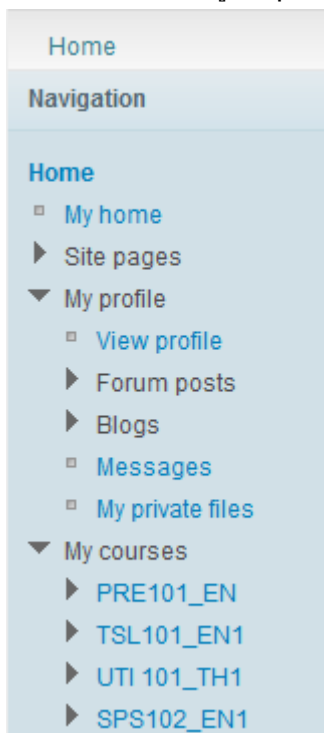 Home
Navigation
Home
My home
Site pages
My profile
View profile
Forum posts
Blogs
Messages
My private files
My courses
PRE101_EN
TSL101_EN1
UTI 101_TH1
SPS102_EN1